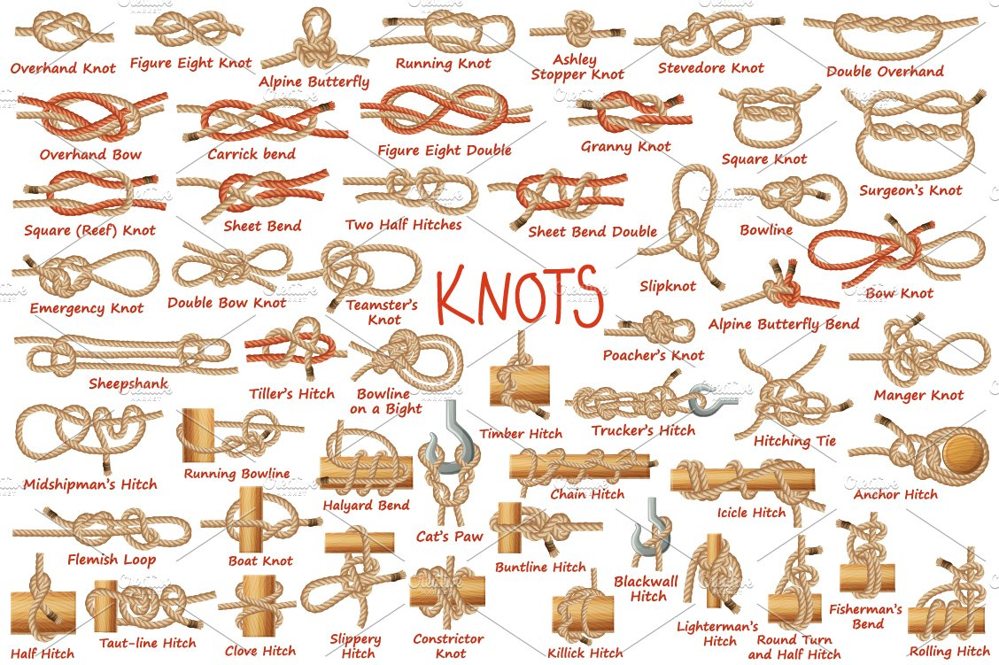 Overhand Knot
Figure Eight Knot
Alpine Butterfly
Running Knot
Ashley
Stopper Knot
Stevedore Knot
Double Overhand
Overhand Bow
Carrick bend
Figure Eight Double
Granny Knot
Square Knot
Surgeon's Knot
Square (Reef) Knot
Sheet Bend
Two Half Hitches
Sheet Bend Double
Slipknot
Bowline
Bow Knot
Emergency Knot
Double Bow Knot
Teamster's
Knot
KNOTS
Alpine Butterfly Bend
Sheepshank
Tiller's Hitch
Bowline
on a Bight
Timber Hitch
Poacher's Knot
Trucker's Hitch
Hitching Tie
Manger Knot
Midshipman's Hitch
Running Bowline
Halyard Bend
Cat's Paw
Chain Hitch
Icicle Hitch
Anchor Hitch
Flemish Loop
Boat Knot
Buntline Hitch
Blackwall
Hitch
Half Hitch
Taut-line Hitch
Clove Hitch
Slippery
Hitch
Constrictor
Knot
Killick Hitch
Lighterman's
Hitch
Round Turn
and Half Hitch
Fisherman's
Bend
Rolling Hitch
Creative
MARKET